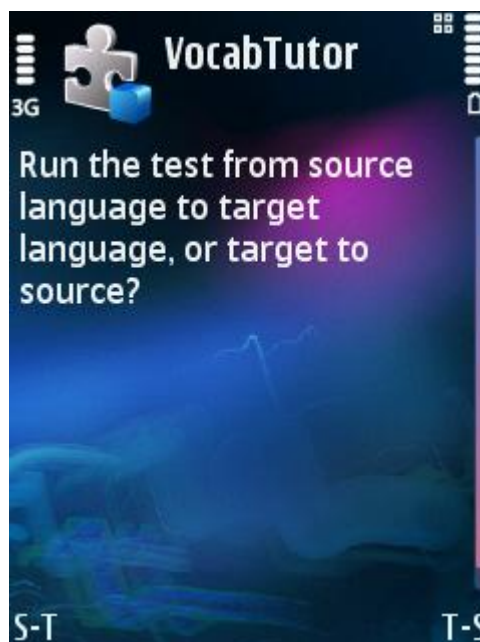 VocabTutor
3G
Run the test from source
language to target
language, or target to
source?
S-T
T-S